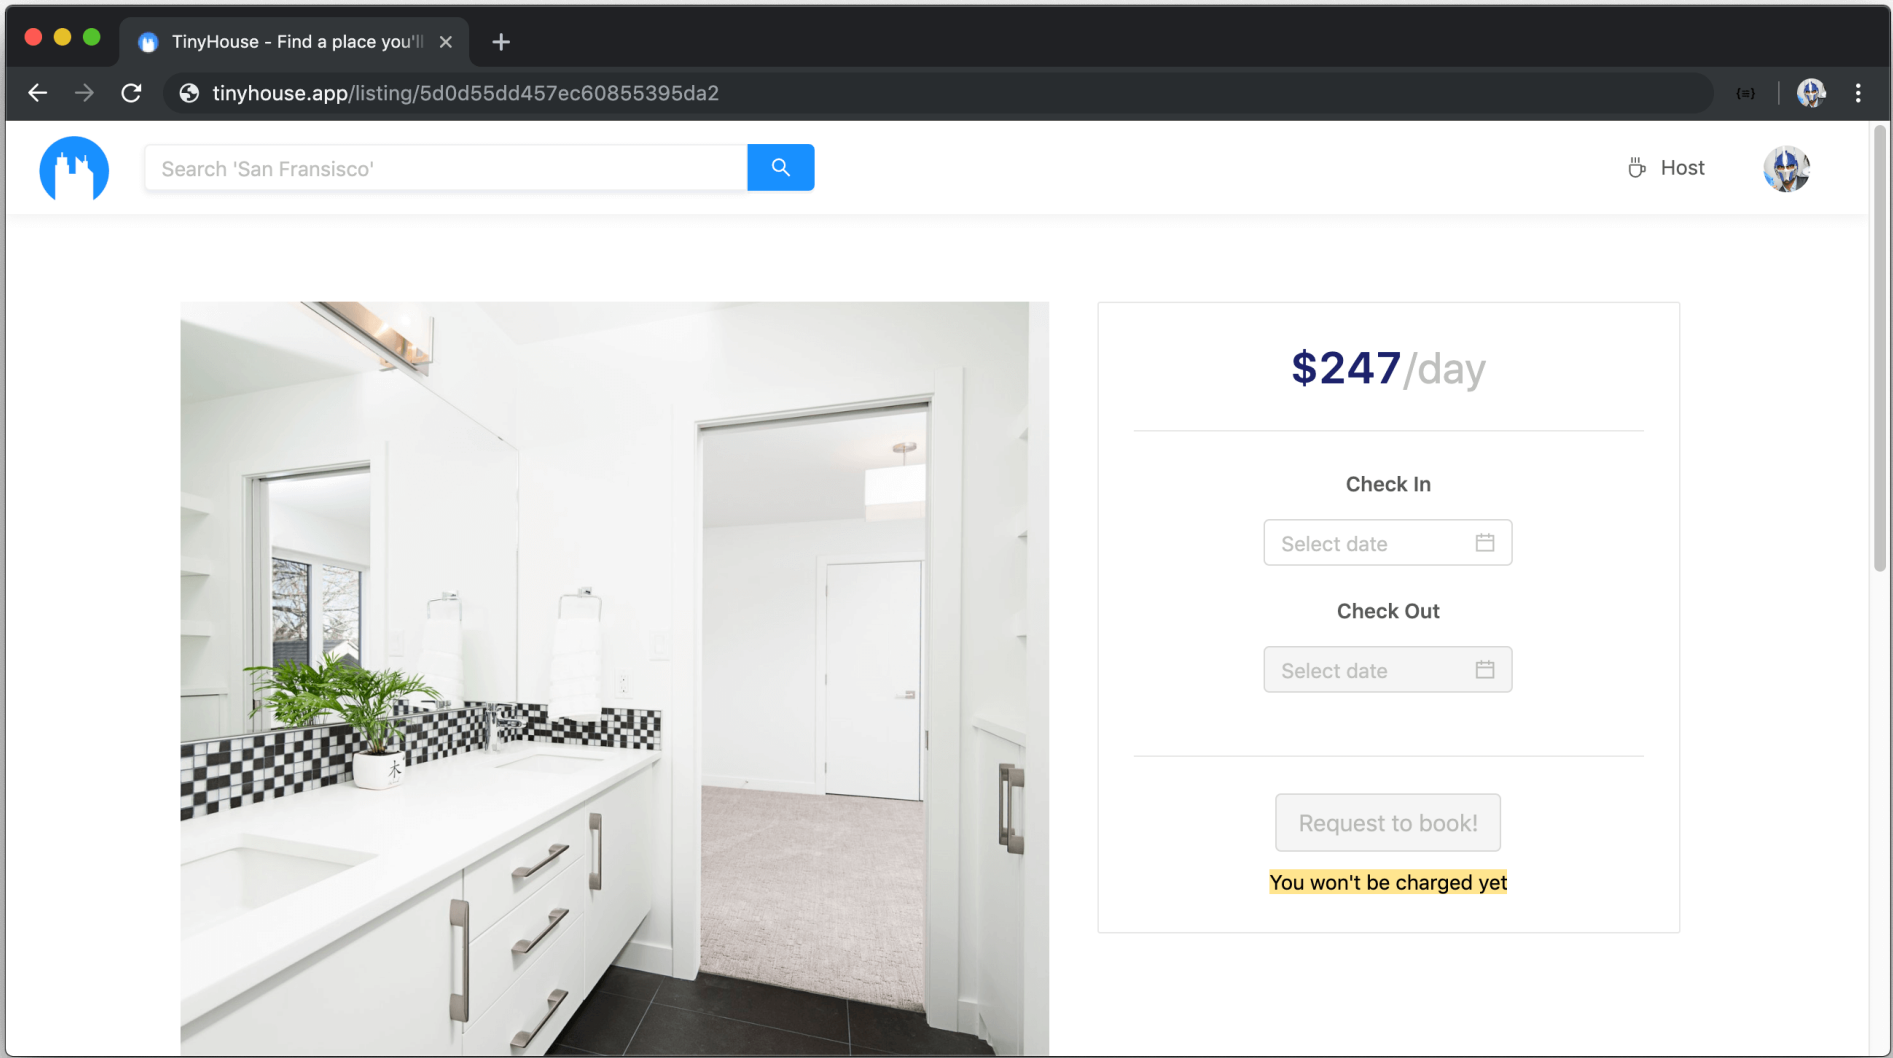 TinyHouse - Find a place you'll
tinyhouse.app/listing/5d0d55dd457ec60855395da2
Search 'San Fransisco'
Host
$247/day
Check In
Select date
Check Out
Select date
木
Request to book!
You won't be charged yet